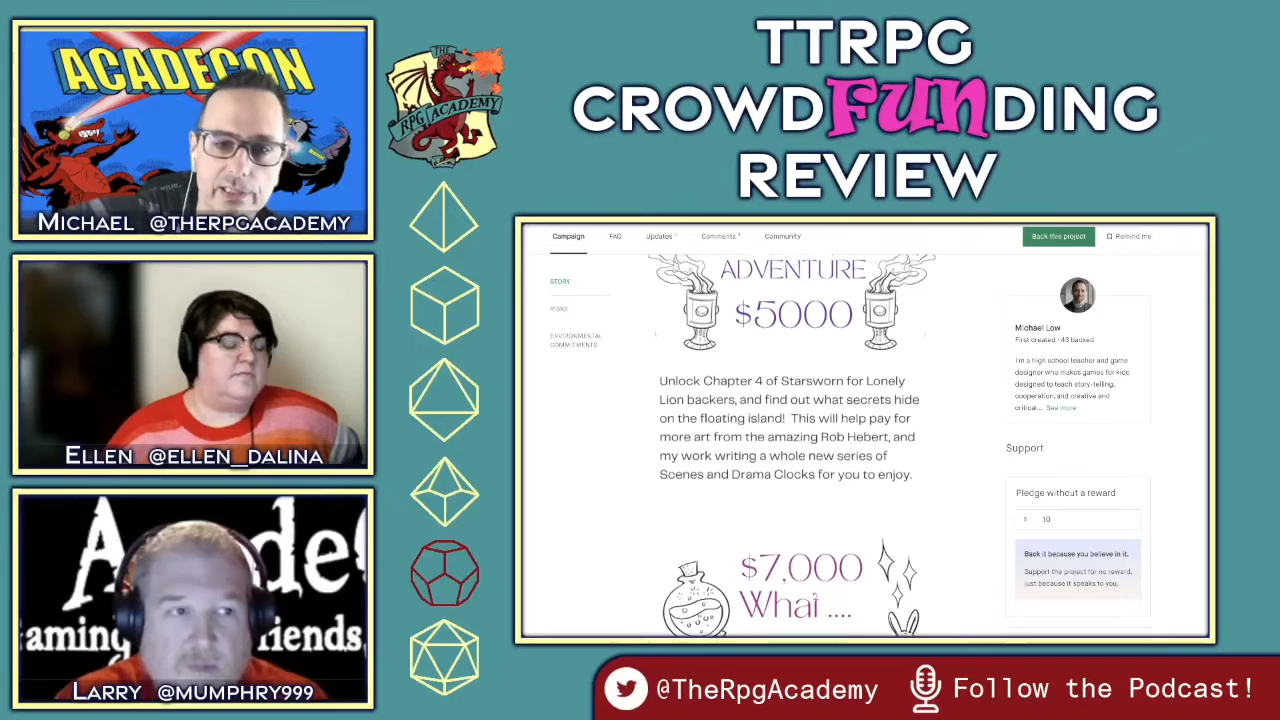 ACADECON
MICHAEL @THERPGACADEMY
ELLEN @ELLEN_DALINA
LARRY @MUMPHRY999
THE
RPG ACADEMY
TTRPG
CROWDFUNDING
REVIEW
Campaign FAQ Updates Comments 4 Community Back this project Remind me
STORY
RISKS
ENVIRONMENTAL
COMMITMENTS
ADVENTURE
$5000
Unlock Chapter 4 of Starsworn for Lonely
Lion backers, and find out what secrets hide
on the floating island! This will help pay for
more art from the amazing Rob Hebert, and
my work writing a whole new series of
Scenes and Drama Clocks for you to enjoy.
$7,000
What ....
Michael Low
First created · 43 backed
I'm a high school teacher and game
designer who makes games for kids
designed to teach story-telling,
cooperation, and creative and
critical... See more
Support
Pledge without a reward
$ 10
Back it because you believe in it.
Support the project for no reward,
just because it speaks to you.
@TheRpgAcademy Follow the Podcast!